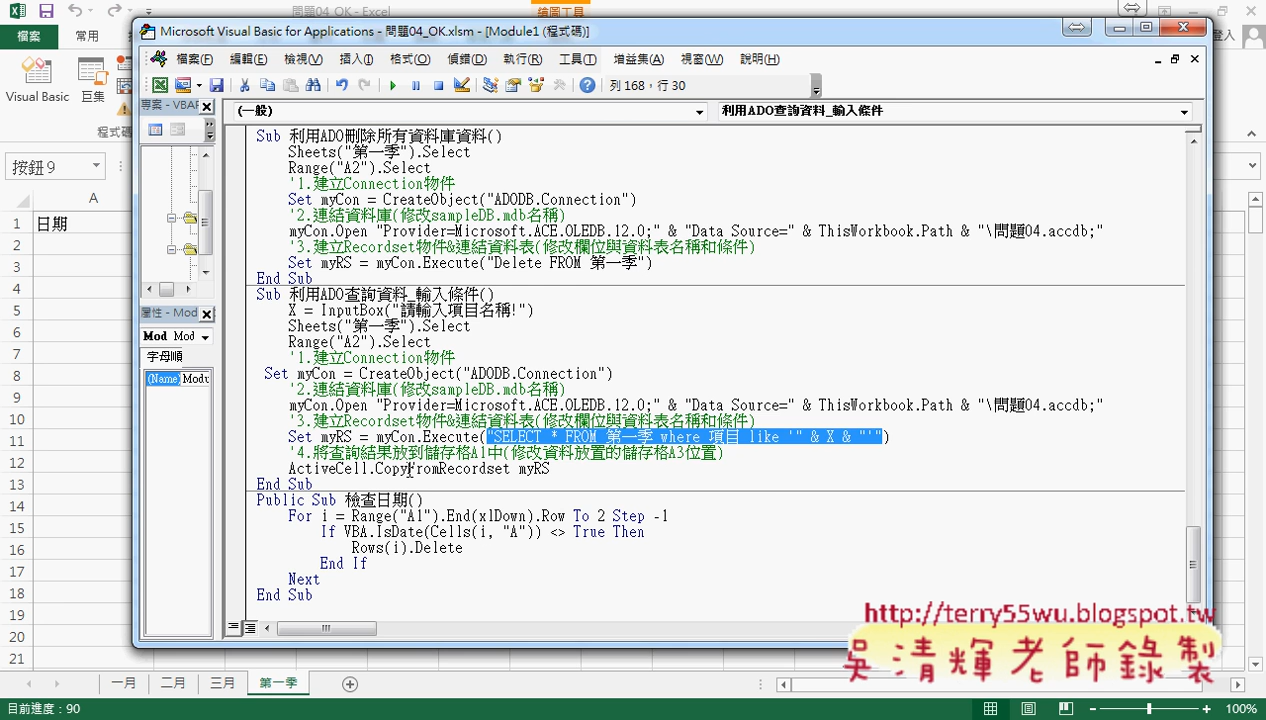 問題04_OK - Excel
繪圖工具
檔案
常用
登入
Visual Basic
巨集
程式碼
按鈕 9
A
1 日期
2
3
4
5
6
7
8
9
10
11
12
13
14
15
16
17
18
19
20
21
Microsoft Visual Basic for Applications - 問題04_OK.xlsm - [Module1 (程式碼)]
檔案(F) 編輯(E) 檢視(V) 插入(I) 格式(O) 偵錯(D) 執行(R) 工具(T) 增益集(A) 視窗(W) 說明(H)
列 168，行 30
專案 - VBAP
屬性 - Mod
Mod Mod
字母順
(Name) Modu
(一般) 利用ADO查詢資料_輸入條件
Sub 利用ADO刪除所有資料庫資料()
Sheets("第一季").Select
Range("A2").Select
'1.建立Connection物件
Set myCon = CreateObject("ADODB.Connection")
'2.連結資料庫(修改sampleDB.mdb名稱)
myCon.Open "Provider=Microsoft.ACE.OLEDB.12.0;" & "Data Source=" & ThisWorkbook.Path & "\問題04.accdb;"
'3.建立Recordset物件&連結資料表(修改欄位與資料表名稱和條件)
Set myRS = myCon.Execute("Delete FROM 第一季")
End Sub
Sub 利用ADO查詢資料_輸入條件()
X = InputBox("請輸入項目名稱!")
Sheets("第一季").Select
Range("A2").Select
'1.建立Connection物件
Set myCon = CreateObject("ADODB.Connection")
'2.連結資料庫(修改sampleDB.mdb名稱)
myCon.Open "Provider=Microsoft.ACE.OLEDB.12.0;" & "Data Source=" & ThisWorkbook.Path & "\問題04.accdb;"
'3.建立Recordset物件&連結資料表(修改欄位與資料表名稱和條件)
Set myRS = myCon.Execute("SELECT * FROM 第一季 where 項目 like '" & X & "'")
'4.將查詢結果放到儲存格A1中(修改資料放置的儲存格A3位置)
ActiveCell.CopyFromRecordset myRS
End Sub
Public Sub 檢查日期()
For i = Range("A1").End(xlDown).Row To 2 Step -1
If VBA.IsDate(Cells(i, "A")) <> True Then
Rows(i).Delete
End If
Next
End Sub
http://terry55wu.blogspot.tw
吳清輝老師錄製
一月 二月 三月 第一季
目前進度：90
100%